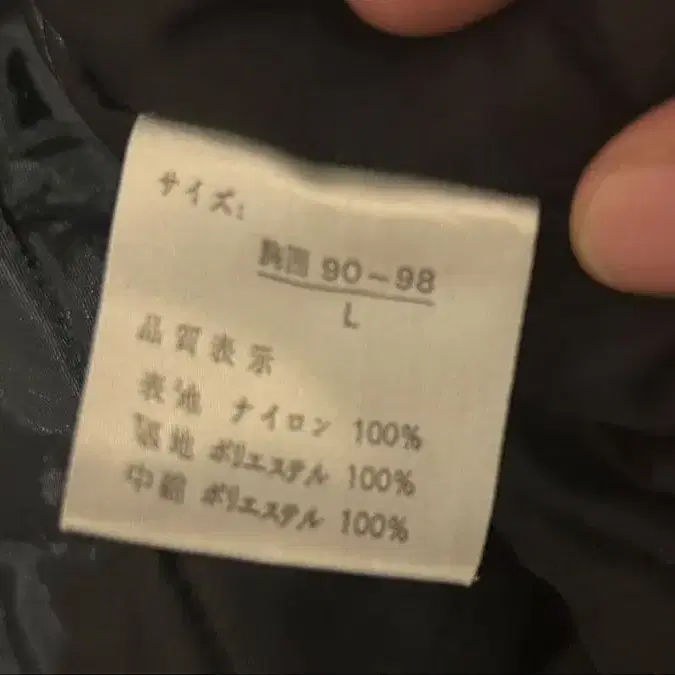 サイズ:
胸囲 90~98
L
品質表示
表地 ナイロン 100%
裏地 ポリエステル 100%
中綿 ポリエステル 100%